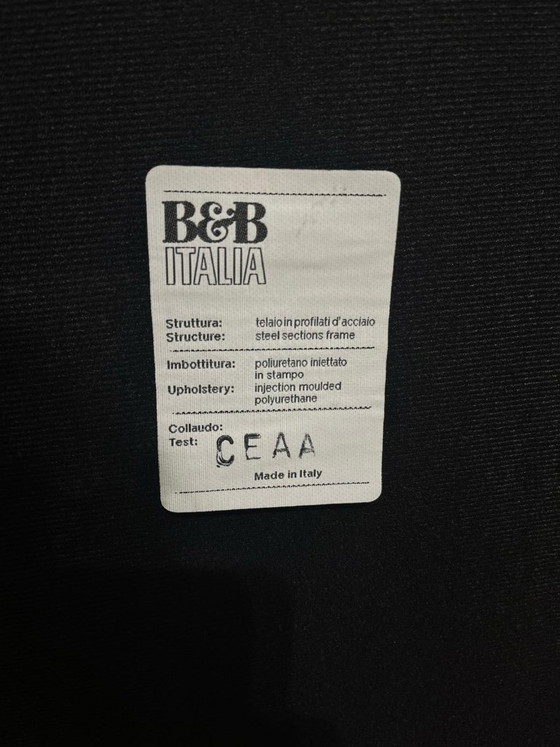 B&B
ITALIA
Struttura: telaio in profilati d'acciaio
Structure: steel sections frame
Imbottitura: poliuretano iniettato
in stampo
Upholstery: injection moulded
polyurethane
Collaudo:
Test: CEAA
Made in Italy